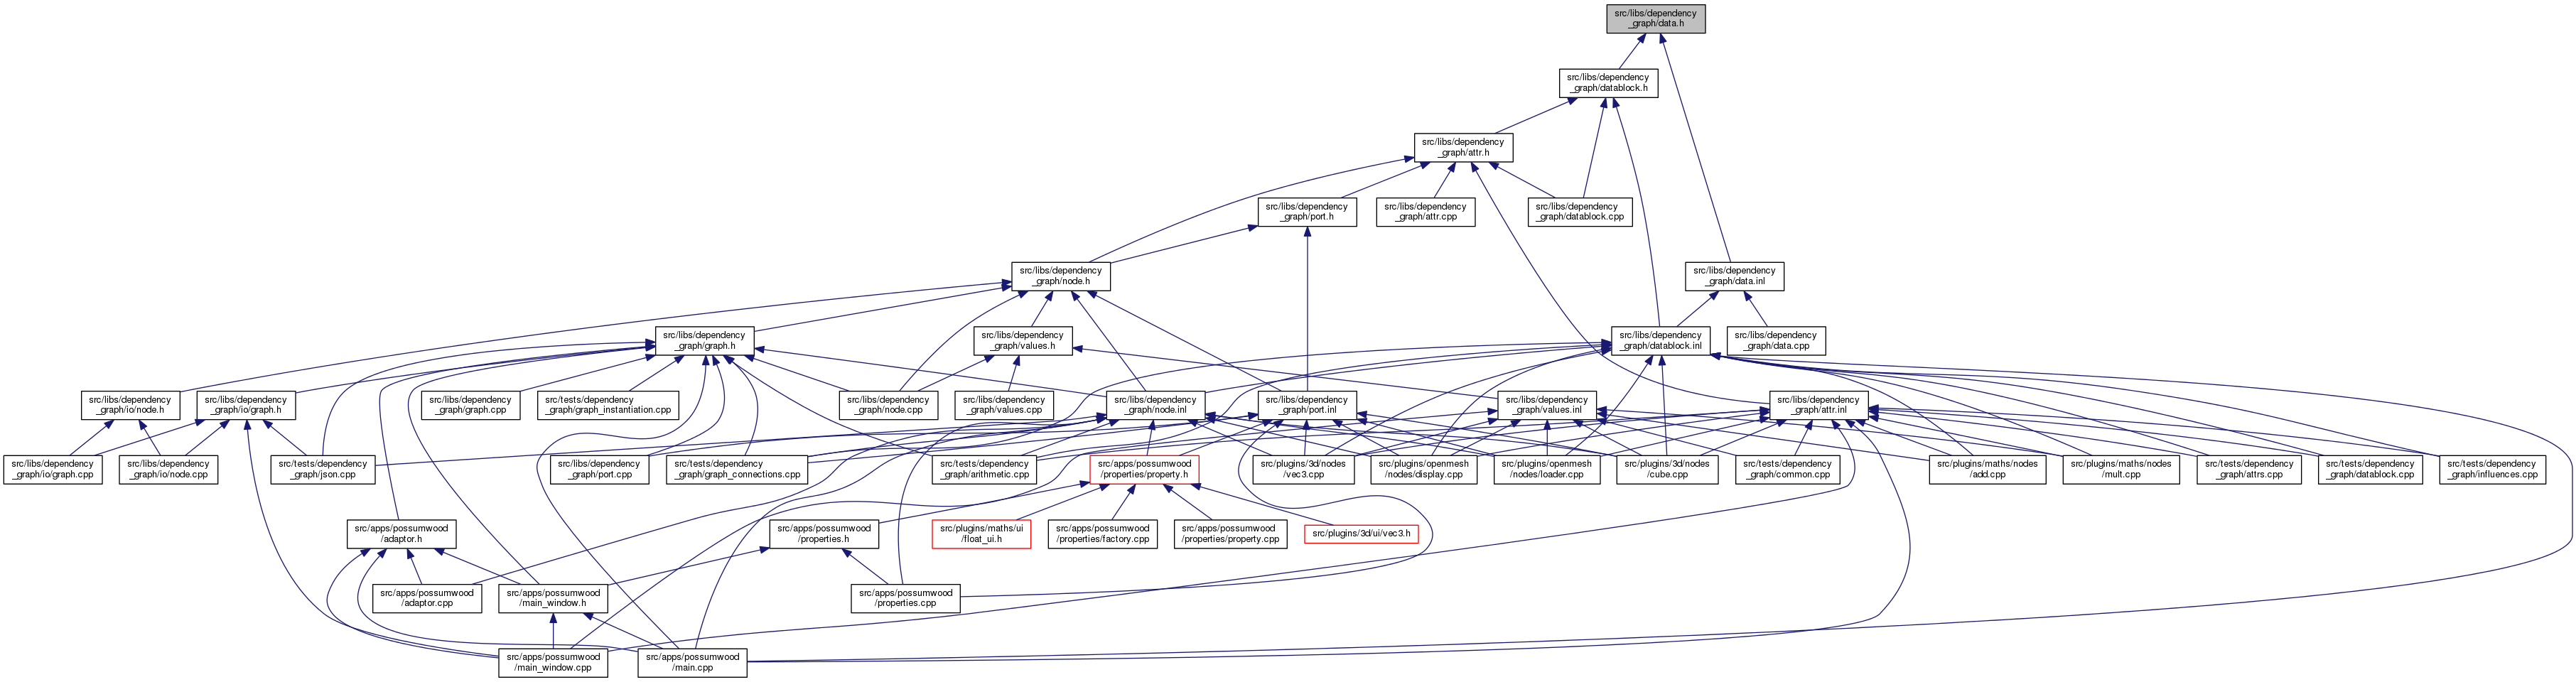 src/libs/dependency
_graph/data.h
src/libs/dependency
_graph/datablock.h
src/libs/dependency
_graph/attr.h
src/libs/dependency
_graph/port.h
src/libs/dependency
_graph/attr.cpp
src/libs/dependency
_graph/datablock.cpp
src/libs/dependency
_graph/node.h
src/libs/dependency
_graph/data.inl
src/libs/dependency
_graph/graph.h
src/libs/dependency
_graph/values.h
src/libs/dependency
_graph/datablock.inl
src/libs/dependency
_graph/data.cpp
src/libs/dependency
_graph/io/node.h
src/libs/dependency
_graph/io/graph.h
src/libs/dependency
_graph/graph.cpp
src/tests/dependency
_graph/graph_instantiation.cpp
src/libs/dependency
_graph/node.cpp
src/libs/dependency
_graph/values.cpp
src/libs/dependency
_graph/node.inl
src/libs/dependency
_graph/port.inl
src/libs/dependency
_graph/values.inl
src/libs/dependency
_graph/attr.inl
src/libs/dependency
_graph/io/graph.cpp
src/libs/dependency
_graph/io/node.cpp
src/tests/dependency
_graph/json.cpp
src/libs/dependency
_graph/port.cpp
src/tests/dependency
_graph/graph_connections.cpp
src/tests/dependency
_graph/arithmetic.cpp
src/apps/possumwood
/properties/property.h
src/plugins/3d/nodes
/vec3.cpp
src/plugins/openmesh
/nodes/display.cpp
src/plugins/openmesh
/nodes/loader.cpp
src/plugins/3d/nodes
/cube.cpp
src/tests/dependency
_graph/common.cpp
src/plugins/maths/nodes
/add.cpp
src/plugins/maths/nodes
/mult.cpp
src/tests/dependency
_graph/attrs.cpp
src/tests/dependency
_graph/datablock.cpp
src/tests/dependency
_graph/influences.cpp
src/apps/possumwood
/adaptor.h
src/apps/possumwood
/properties.h
src/plugins/maths/ui
/float_ui.h
src/apps/possumwood
/properties/factory.cpp
src/apps/possumwood
/properties/property.cpp
src/plugins/3d/ui/vec3.h
src/apps/possumwood
/adaptor.cpp
src/apps/possumwood
/main_window.h
src/apps/possumwood
/properties.cpp
src/apps/possumwood
/main_window.cpp
src/apps/possumwood
/main.cpp